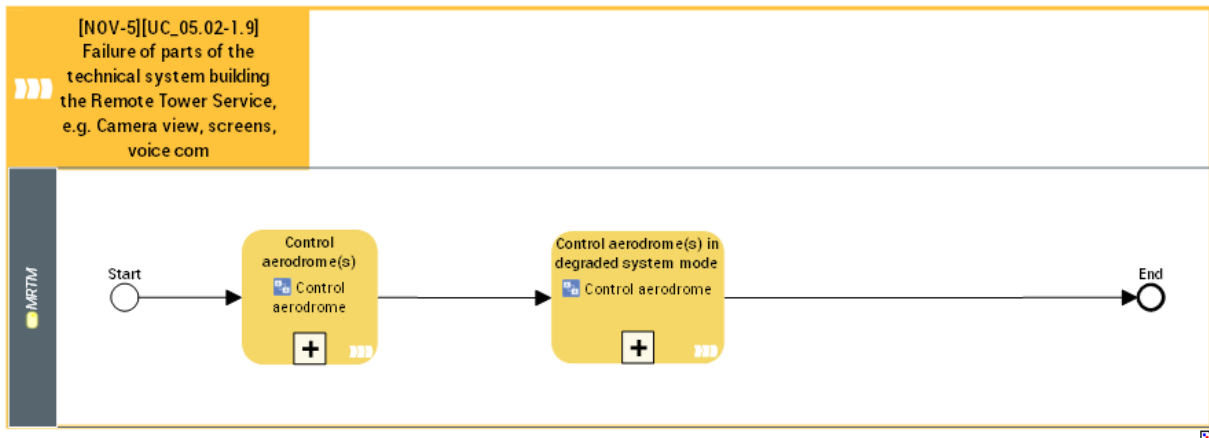 [NOV-5][UC_05.02-1.9]
Failure of parts of the
technical system building
the Remote Tower Service,
e.g. Camera view, screens,
voice com
MRTM
Start
Control
aerodrome(s)
Control
aerodrome
Control aerodrome(s) in
degraded system mode
Control aerodrome
End